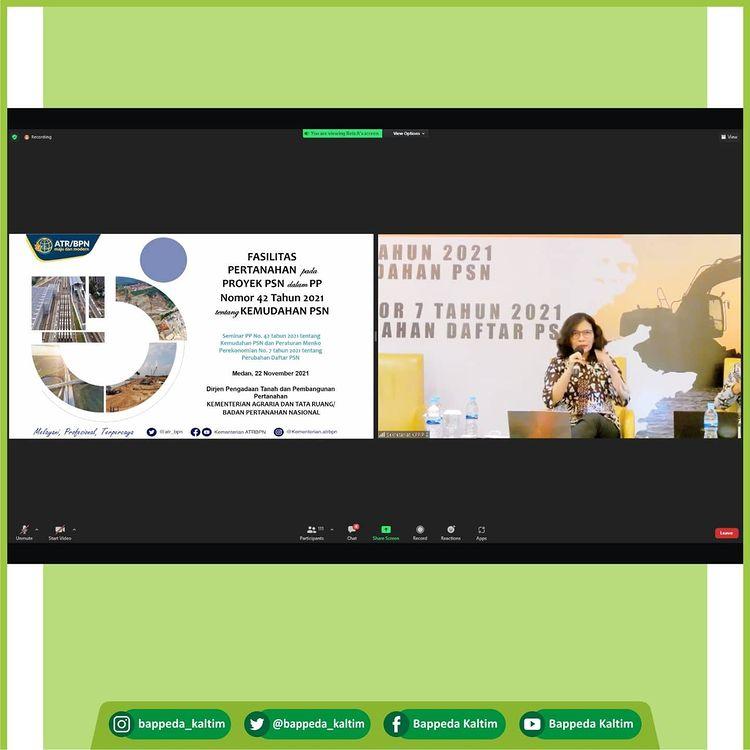 Recording
You are viewing Rela A's screen
View Options
View
ATR/BPN
maju dan modern
FASILITAS
PERTANAHAN pada
PROYEK PSN dalam PP
Nomor 42 Tahun 2021
tentang KEMUDAHAN PSN
Seminar PP No. 42 tahun 2021 tentang
Kemudahan PSN dan Peraturan Menko
Perekonomian No. 7 tahun 2021 tentang
Perubahan Daftar PSN
Medan, 22 November 2021
Dirjen Pengadaan Tanah dan Pembangunan
Pertanahan
KEMENTERIAN AGRARIA DAN TATA RUANG/
BADAN PERTANAHAN NASIONAL
Melayani, Profesional, Terpercaya
@atr_bpn
Kementerian ATRBPN
@Kementerian.atrbpn
AHUN 2021
DAHAN PSN
OR 7 TAHUN 2021
AHAN DAFTAR PS
Sekretariat KPPIP 2
Unmute
Start Video
Participants
111
Chat
Share Screen
Record
Reactions
Apps
Leave
bappeda_kaltim
@bappeda_kaltim
Bappeda Kaltim
Bappeda Kaltim